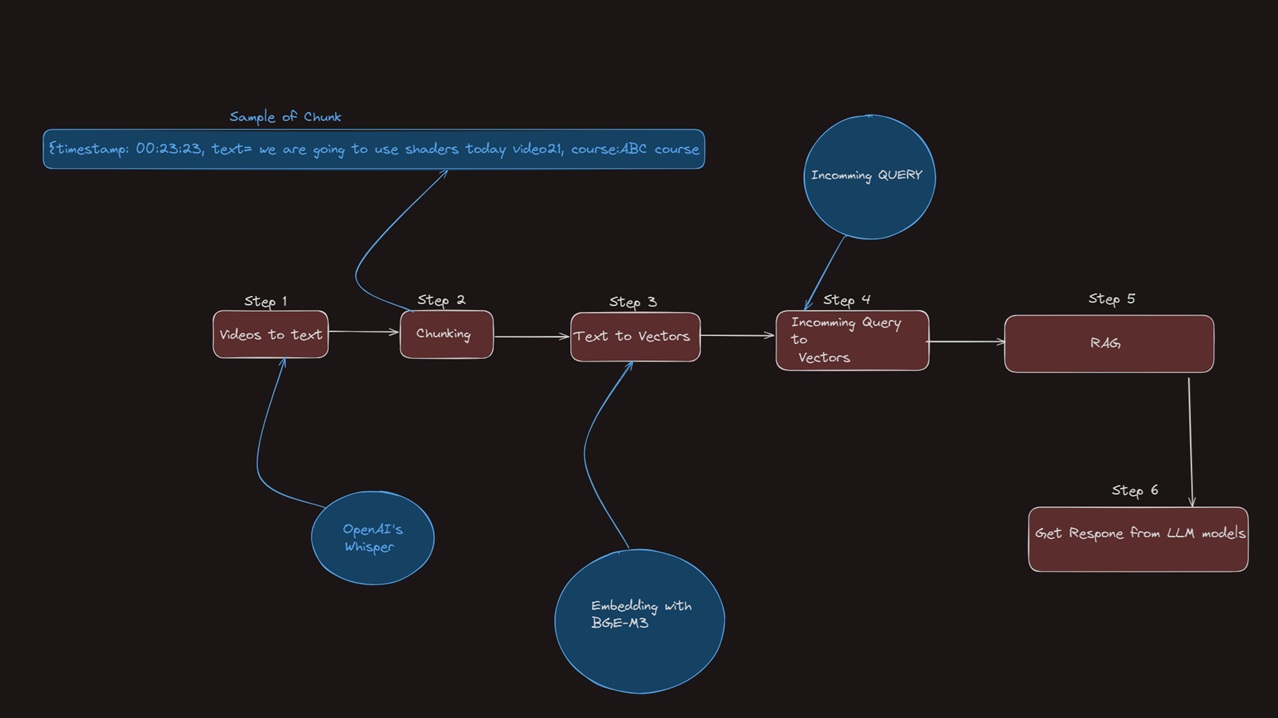 Sample of Chunk
{timestamp: 00:23:23, text= we are going to use shaders today video21, course:ABC course
Incomming QUERY
Step 1
Videos to text
Step 2
Chunking
Step 3
Text to Vectors
Step 4
Incomming Query
to
Vectors
Step 5
RAG
Step 6
Get Respone from LLM models
OpenAI's
Whisper
Embedding with
BGE-M3